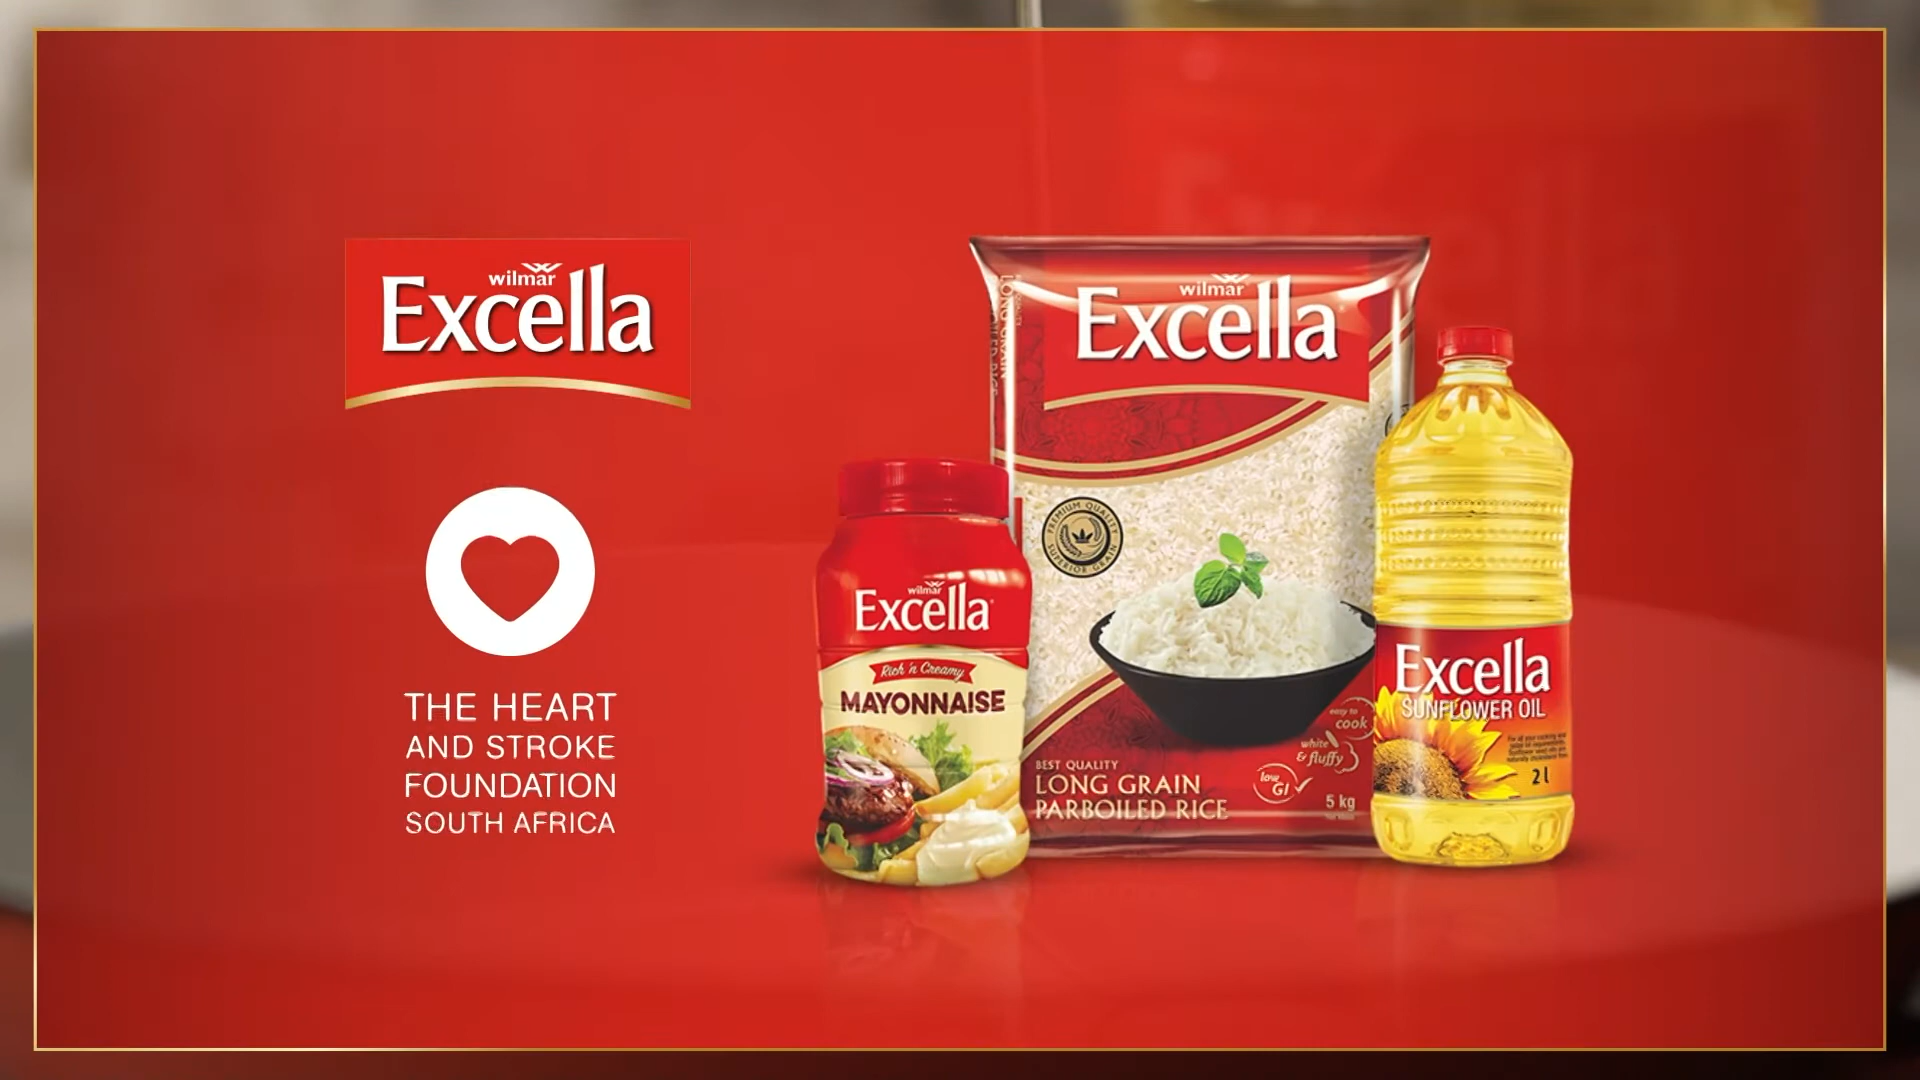 wilmar
Excella
THE HEART
AND STROKE
FOUNDATION
SOUTH AFRICA
wilmar
Excella
Rich 'n Creamy
MAYONNAISE
wilmar
Excella
PREMIUM QUALITY
SUPERIOR GRAIN
easy to
cook
white
& fluffy
low
GI
BEST QUALITY
LONG GRAIN
PARBOILED RICE
5 kg
Excella
SUNFLOWER OIL
2 l